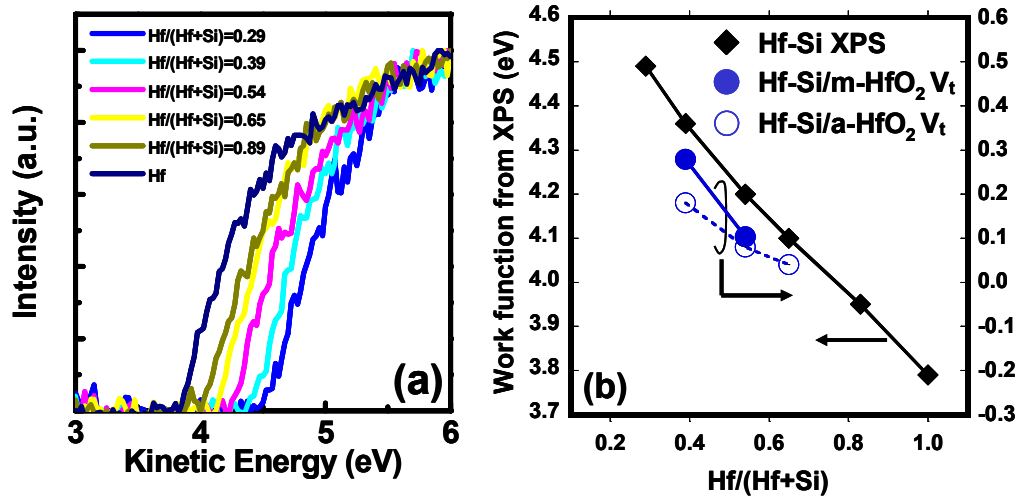 Hf/(Hf+Si)=0.29
Hf/(Hf+Si)=0.39
Hf/(Hf+Si)=0.54
Hf/(Hf+Si)=0.65
Hf/(Hf+Si)=0.89
Hf
Intensity (a.u.)
(a)
3 4 5 6
Kinetic Energy (eV)
4.6
4.5
4.4
4.3
4.2
4.1
4.0
3.9
3.8
3.7
Work function from XPS (eV)
Hf-Si XPS
Hf-Si/m-HfO2 Vt
Hf-Si/a-HfO2 Vt
(b)
0.6
0.5
0.4
0.3
0.2
0.1
0.0
-0.1
-0.2
-0.3
0.2 0.4 0.6 0.8 1.0
Hf/(Hf+Si)